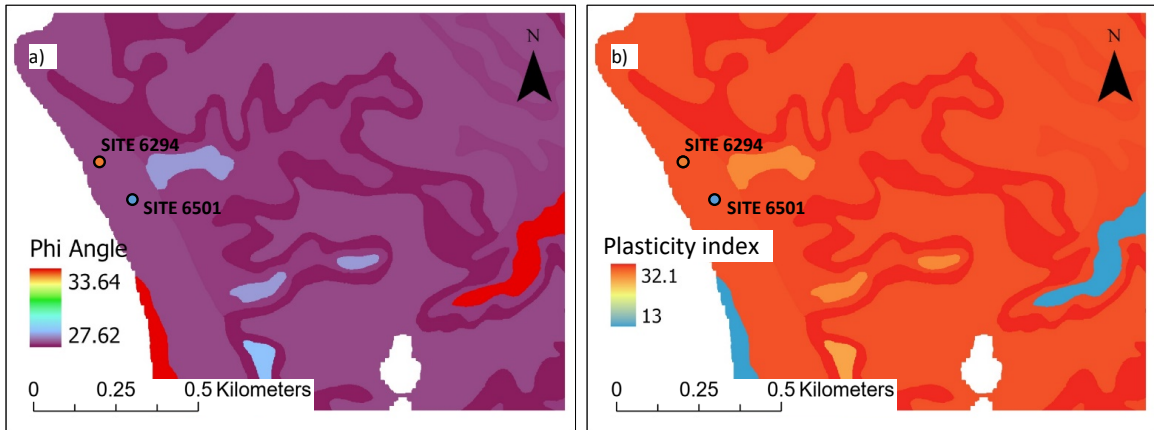 a)
N
SITE 6294
SITE 6501
Phi Angle
33.64
27.62
0 0.25 0.5 Kilometers
b)
N
SITE 6294
SITE 6501
Plasticity index
32.1
13
0 0.25 0.5 Kilometers